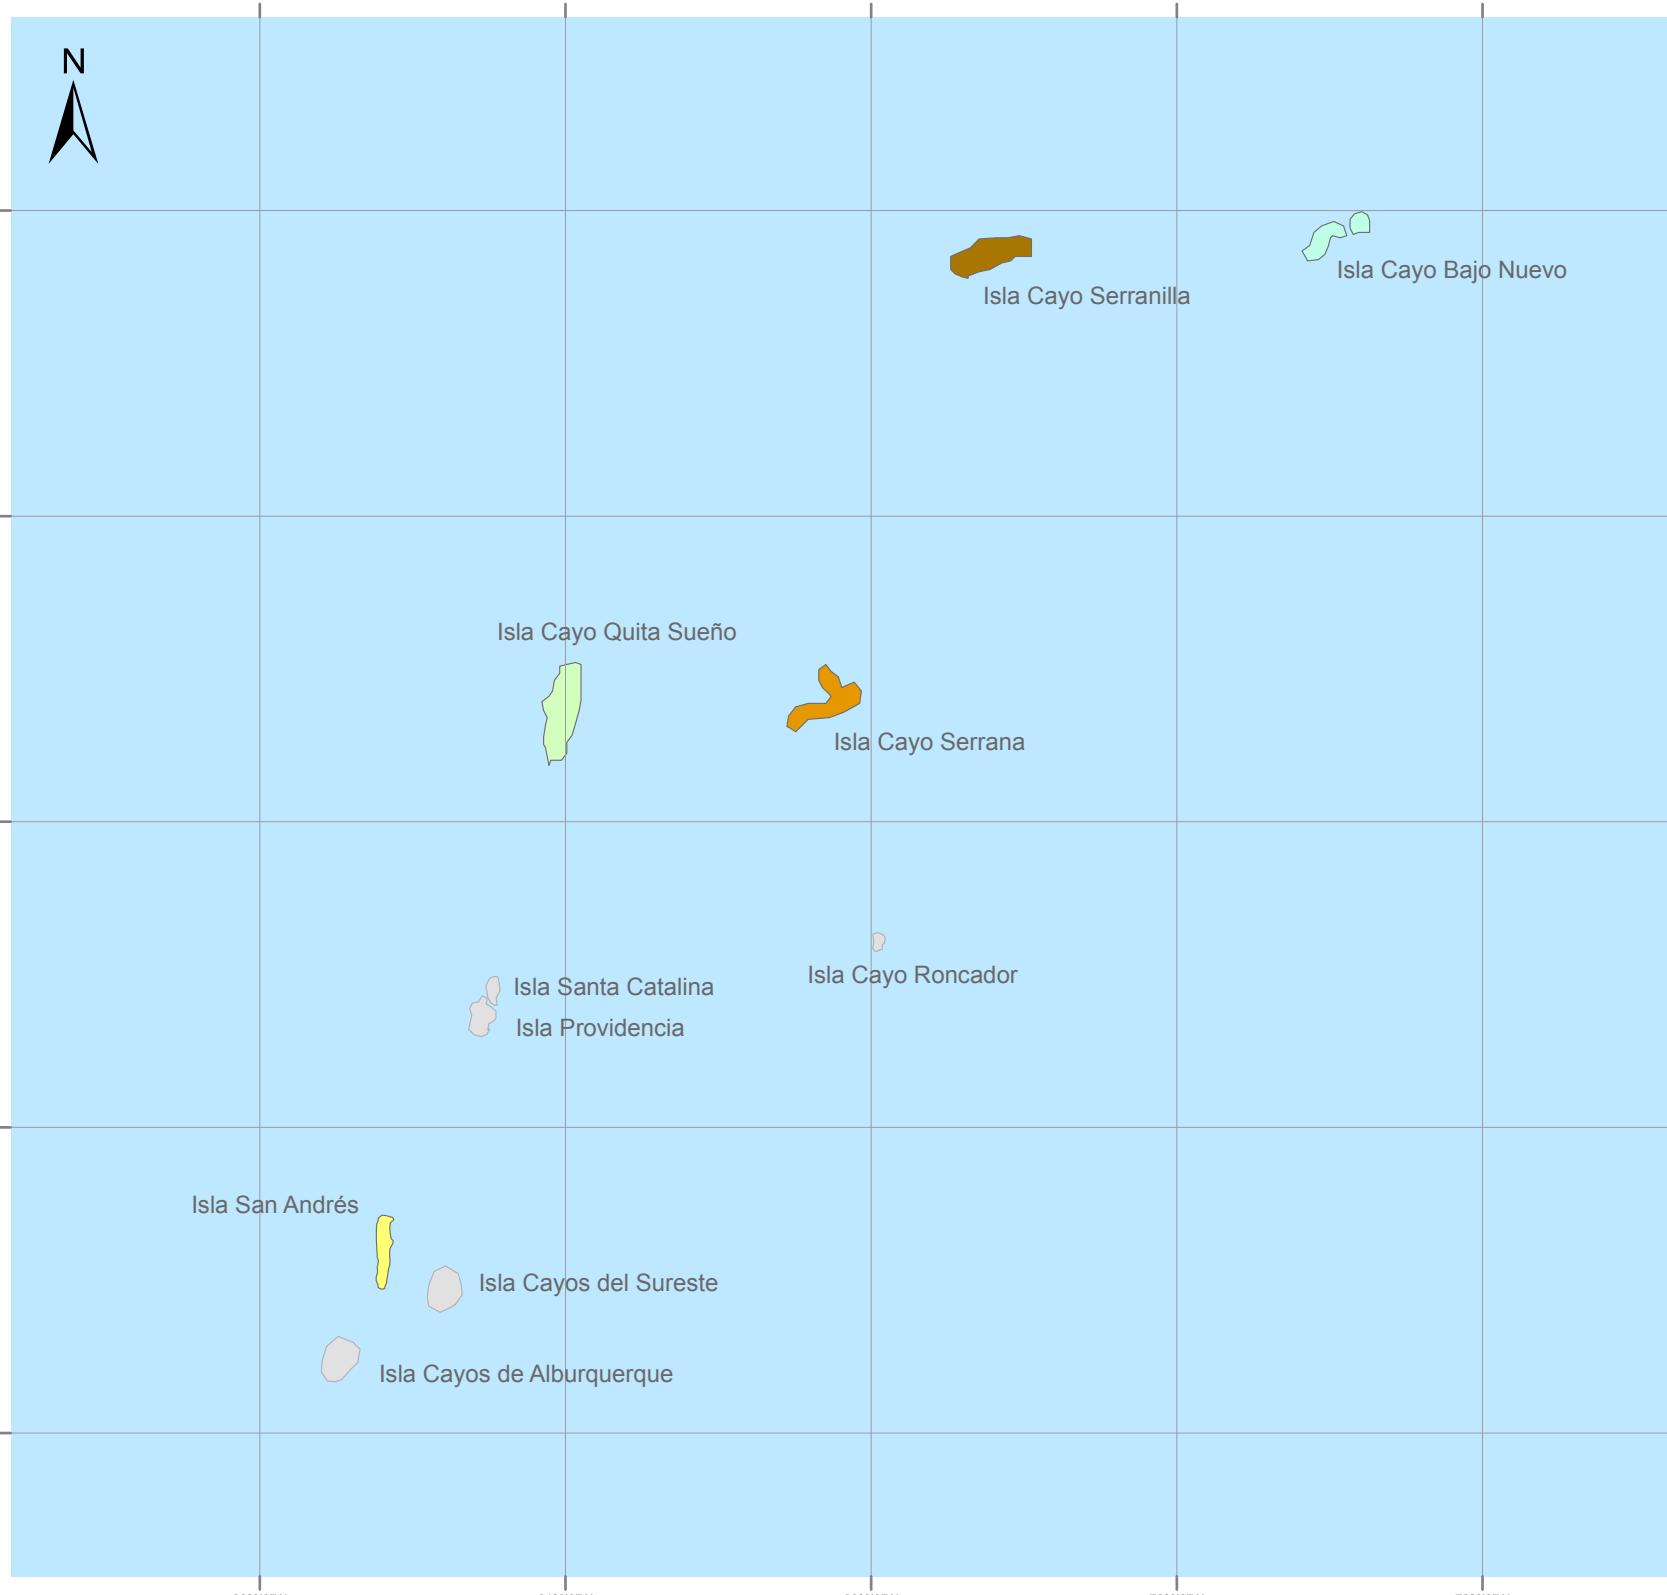 N
Isla Cayo Bajo Nuevo
Isla Cayo Serranilla
Isla Cayo Quita Sueño
Isla Cayo Serrana
Isla Cayo Roncador
Isla Santa Catalina
Isla Providencia
Isla San Andrés
Isla Cayos del Sureste
Isla Cayos de Alburquerque